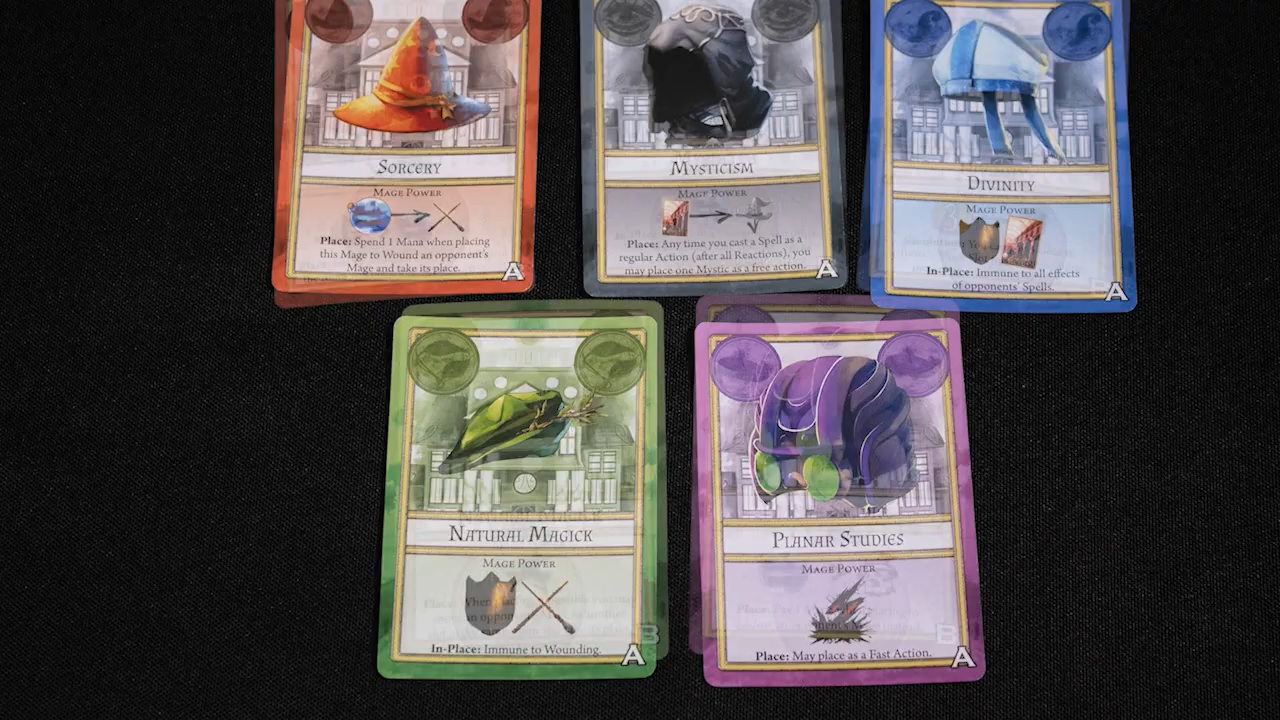 SORCERY
MAGE POWER
Place: Spend 1 Mana when placing
this Mage to Wound an opponent's
Mage and take its place.
A
MYSTICISM
MAGE POWER
Place: Any time you cast a Spell as a
regular Action (after all Reactions), you
may place one Mystic as a free action.
A
DIVINITY
MAGE POWER
In-Place: Immune to all effects
of opponents' Spells.
A
NATURAL MAGICK
MAGE POWER
In-Place: Immune to Wounding.
B
A
PLANAR STUDIES
MAGE POWER
Place: May place as a Fast Action.
B
A